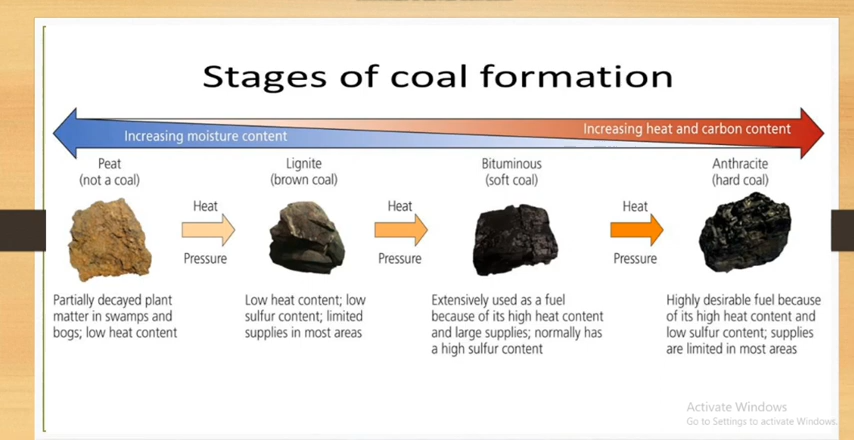 Stages of coal formation
Increasing moisture content
Increasing heat and carbon content
Peat
(not a coal)
Lignite
(brown coal)
Bituminous
(soft coal)
Anthracite
(hard coal)
Heat
Pressure
Heat
Pressure
Heat
Pressure
Partially decayed plant
matter in swamps and
bogs; low heat content
Low heat content; low
sulfur content; limited
supplies in most areas
Extensively used as a fuel
because of its high heat content
and large supplies; normally has
a high sulfur content
Highly desirable fuel because
of its high heat content and
low sulfur content; supplies
are limited in most areas
Activate Windows
Go to Settings to activate Windows.